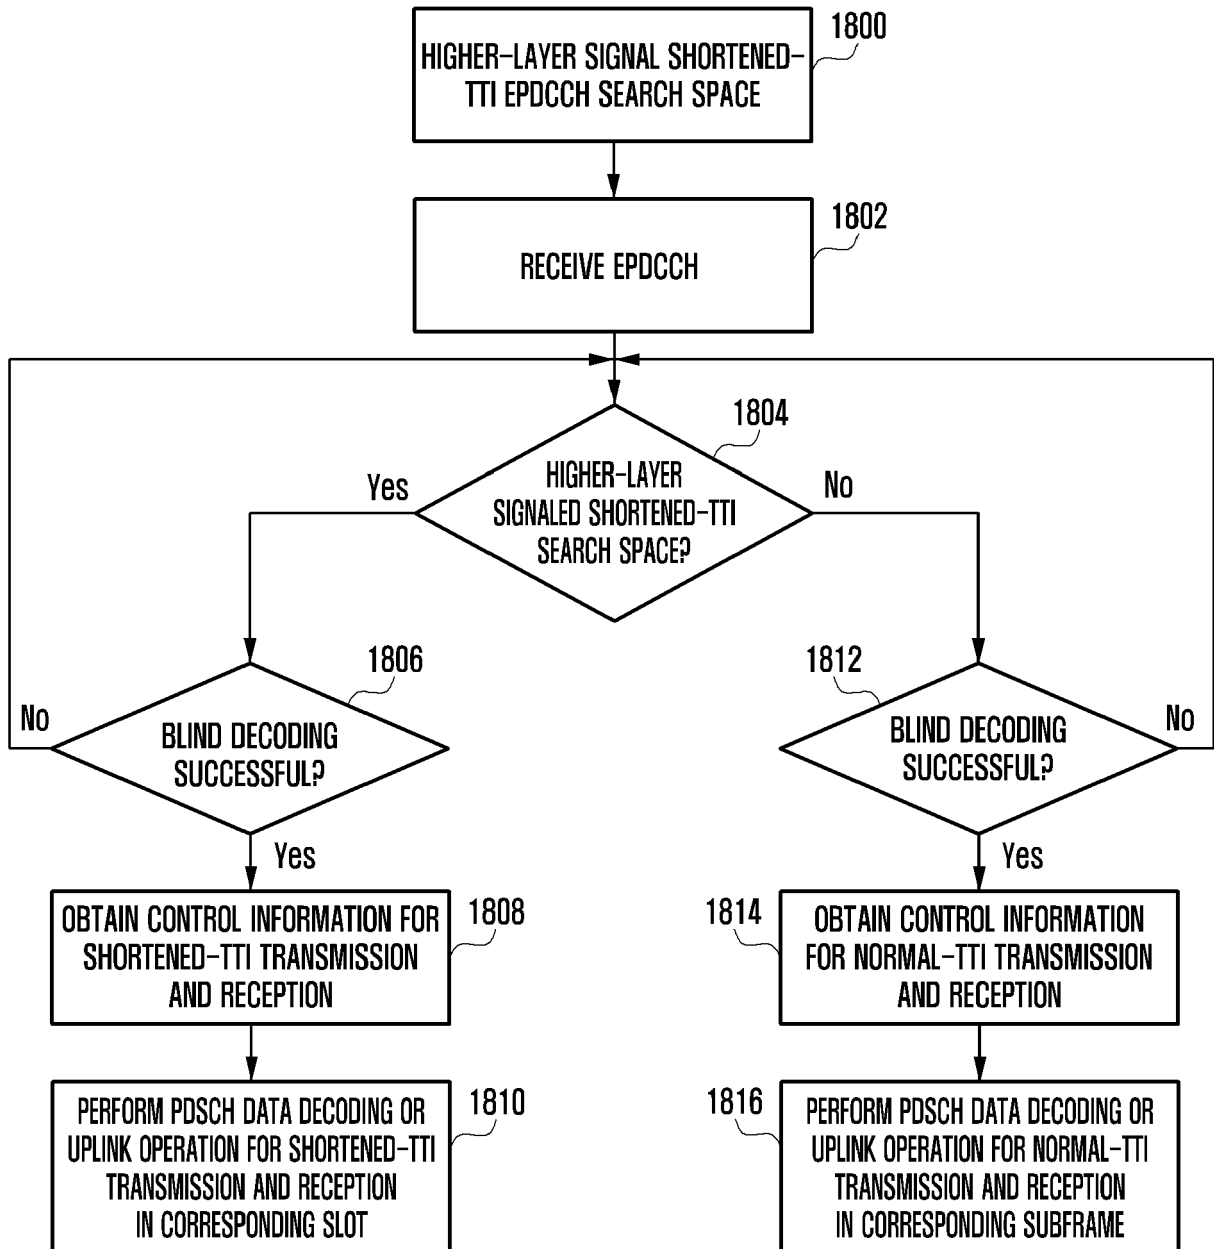 1800
HIGHER-LAYER SIGNAL SHORTENED-
TTI EPDCCH SEARCH SPACE
1802
RECEIVE EPDCCH
1804
HIGHER-LAYER
SIGNALED SHORTENED-TTI
SEARCH SPACE?
Yes
No
1806
BLIND DECODING
SUCCESSFUL?
No
Yes
1812
BLIND DECODING
SUCCESSFUL?
No
Yes
1808
OBTAIN CONTROL INFORMATION FOR
SHORTENED-TTI TRANSMISSION
AND RECEPTION
1814
OBTAIN CONTROL INFORMATION
FOR NORMAL-TTI TRANSMISSION
AND RECEPTION
1810
PERFORM PDSCH DATA DECODING OR
UPLINK OPERATION FOR SHORTENED-TTI
TRANSMISSION AND RECEPTION
IN CORRESPONDING SLOT
1816
PERFORM PDSCH DATA DECODING OR
UPLINK OPERATION FOR NORMAL-TTI
TRANSMISSION AND RECEPTION
IN CORRESPONDING SUBFRAME